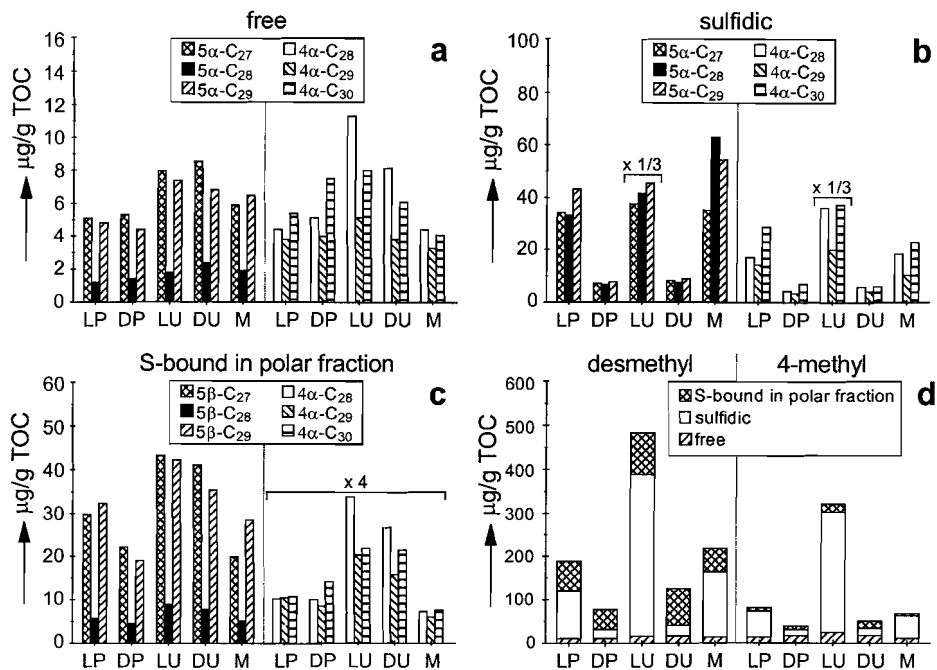 free
a
μg/g TOC
16
14
12
10
8
6
4
2
0
5α-C27 4α-C28
5α-C28 4α-C29
5α-C29 4α-C30
LP DP LU DU M LP DP LU DU M
sulfidic
b
μg/g TOC
100
80
60
40
20
0
5α-C27 4α-C28
5α-C28 4α-C29
5α-C29 4α-C30
x 1/3
x 1/3
LP DP LU DU M LP DP LU DU M
S-bound in polar fraction
c
μg/g TOC
60
50
40
30
20
10
0
5β-C27 4α-C28
5β-C28 4α-C29
5β-C29 4α-C30
x 4
LP DP LU DU M LP DP LU DU M
desmethyl 4-methyl
d
μg/g TOC
600
500
400
300
200
100
0
S-bound in polar fraction
sulfidic
free
LP DP LU DU M LP DP LU DU M